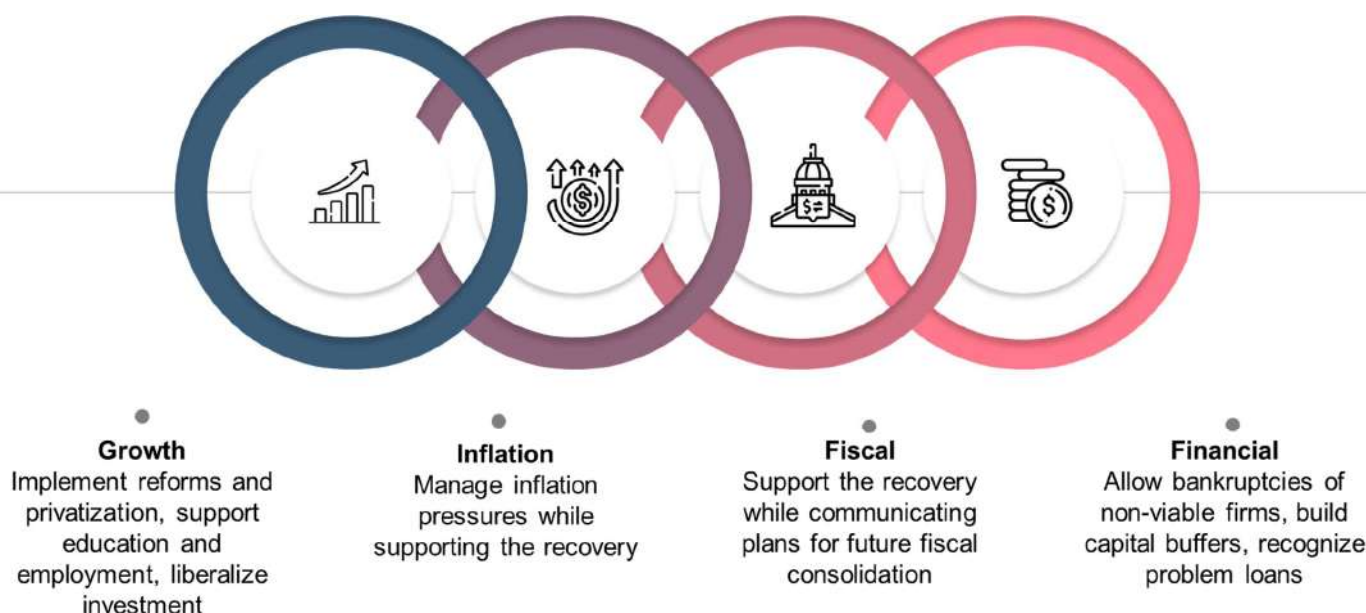 Growth
Implement reforms and
privatization, support
education and
employment, liberalize
investment
Inflation
Manage inflation
pressures while
supporting the recovery
Fiscal
Support the recovery
while communicating
plans for future fiscal
consolidation
Financial
Allow bankruptcies of
non-viable firms, build
capital buffers, recognize
problem loans